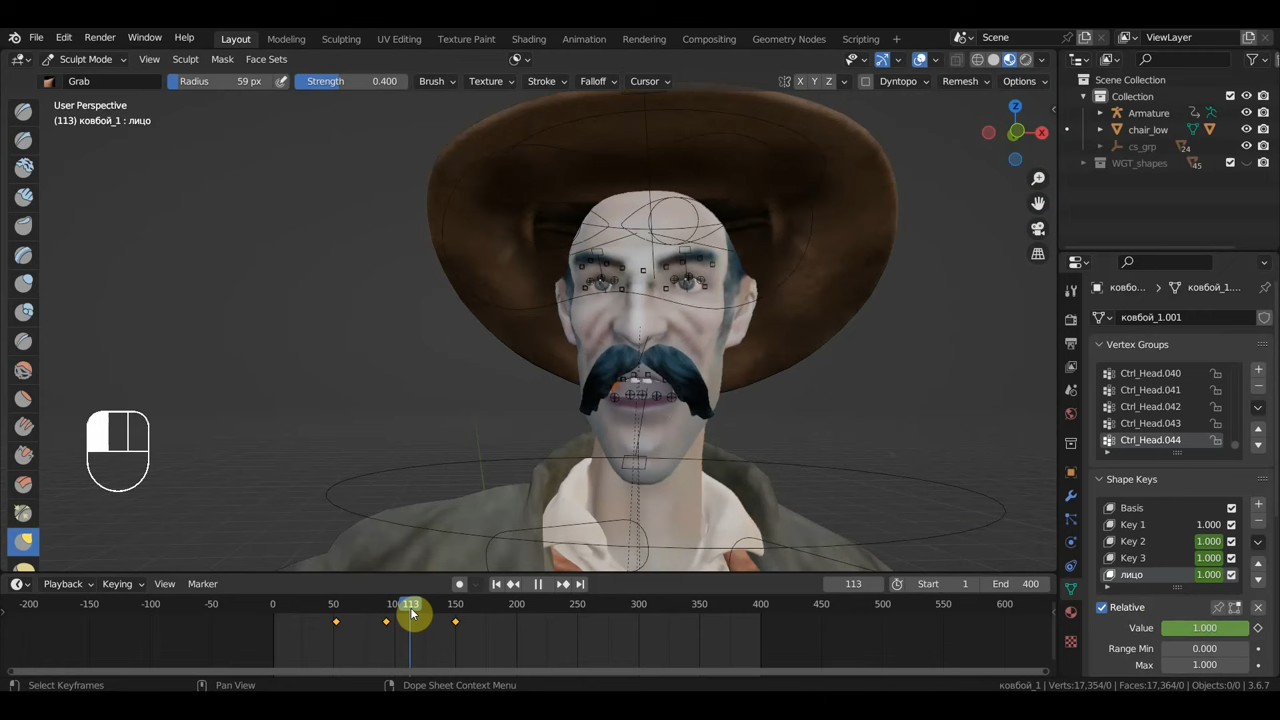 File Edit Render Window Help Layout Modeling Sculpting UV Editing Texture Paint Shading Animation Rendering Compositing Geometry Nodes Scripting Scene ViewLayer
Sculpt Mode View Sculpt Mask Face Sets
Grab Radius 59 px Strength 0.400 Brush Texture Stroke Falloff Cursor X Y Z Dyntopo Remesh Options
User Perspective
(113) ковбой_1 : лицо
Z
X
Scene Collection
Collection
Armature
chair_low
cs_grp 24
WGT_shapes 45
ковбо... ковбой_1....
ковбой_1.001
Vertex Groups
Ctrl_Head.040
Ctrl_Head.041
Ctrl_Head.042
Ctrl_Head.043
Ctrl_Head.044
Shape Keys
Basis
Key 1 1.000
Key 2 1.000
Key 3 1.000
лицо 1.000
Relative
Value 1.000
Range Min 0.000
Max 1.000
Playback Keying View Marker 113 Start 1 End 400
-200 -150 -100 -50 0 50 10 113 150 200 250 300 350 400 450 500 550 600
Select Keyframes Pan View Dope Sheet Context Menu ковбой_1 | Verts:17,354/0 | Faces:17,364/0 | Objects:0/0 | 3.6.7